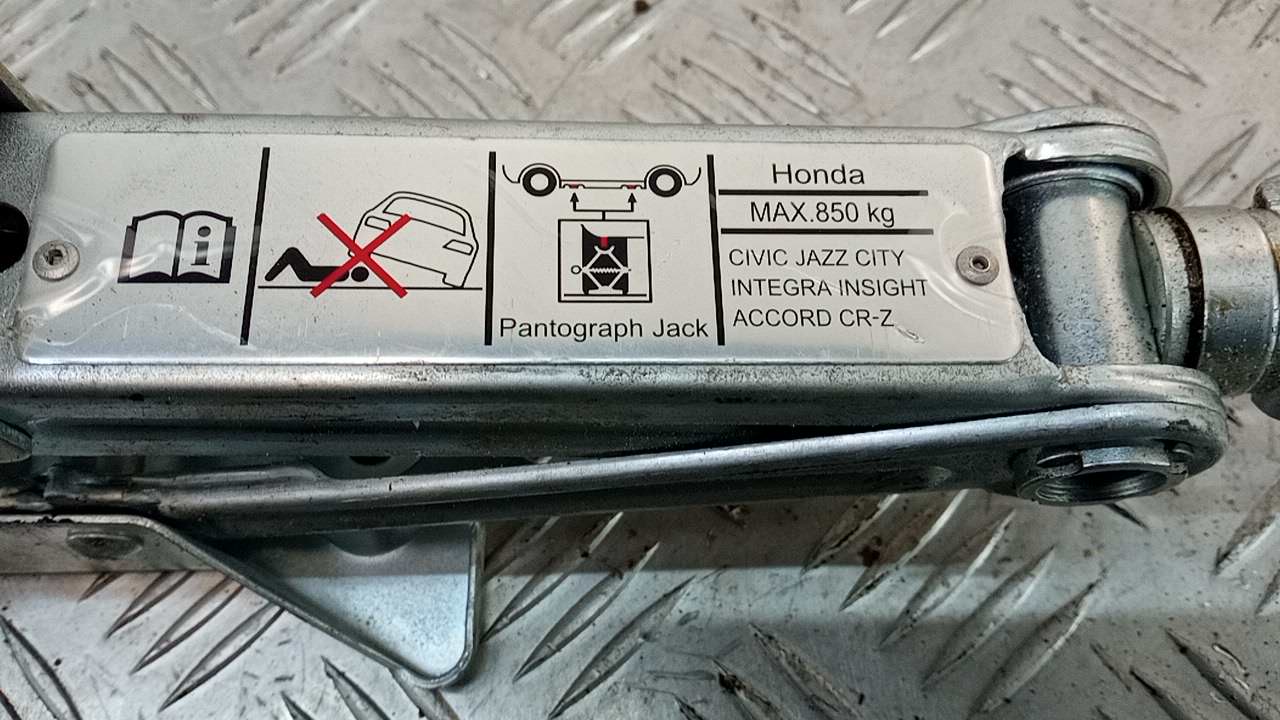 i
Pantograph Jack
Honda
MAX.850 kg
CIVIC JAZZ CITY
INTEGRA INSIGHT
ACCORD CR-Z